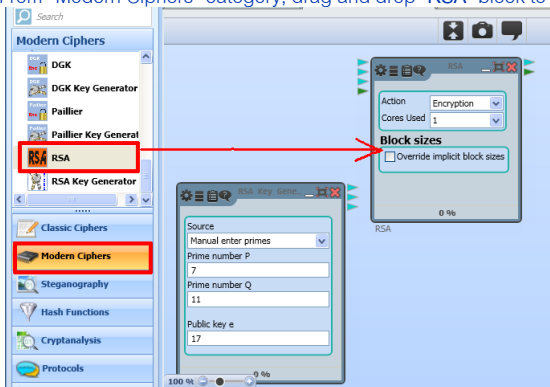 From "Modern Ciphers" category, drag and drop "RSA" block to
Search
Modern Ciphers
DGK
DGK Key Generator
Paillier
Paillier Key Generat
RSA
RSA Key Generator
Classic Ciphers
Modern Ciphers
Steganography
Hash Functions
Cryptanalysis
Protocols
RSA
Action
Encryption
Cores Used
1
Block sizes
Override implicit block sizes
0 %
RSA
RSA Key Gene...
Source
Manual enter primes
Prime number P
7
Prime number Q
11
Public key e
17
0 %
100 %